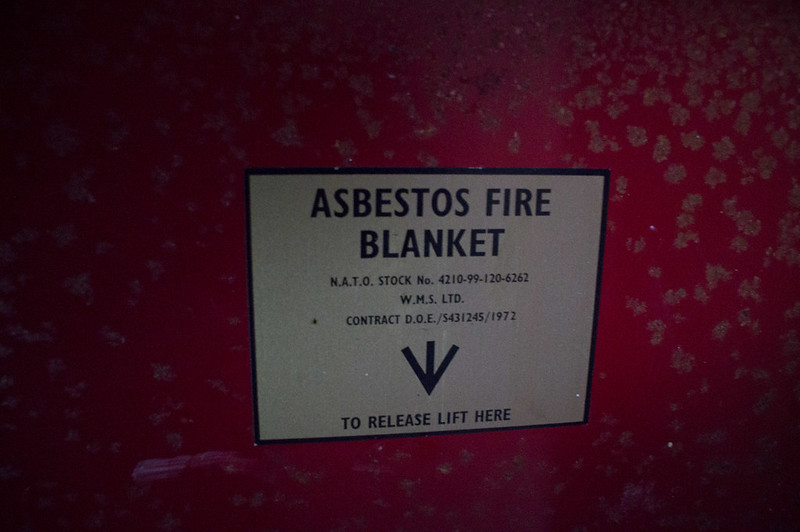 ASBESTOS FIRE
BLANKET
N.A.T.O. STOCK No. 4210-99-120-6262
W.M.S. LTD.
CONTRACT D.O.E./S431245/1972
TO RELEASE LIFT HERE